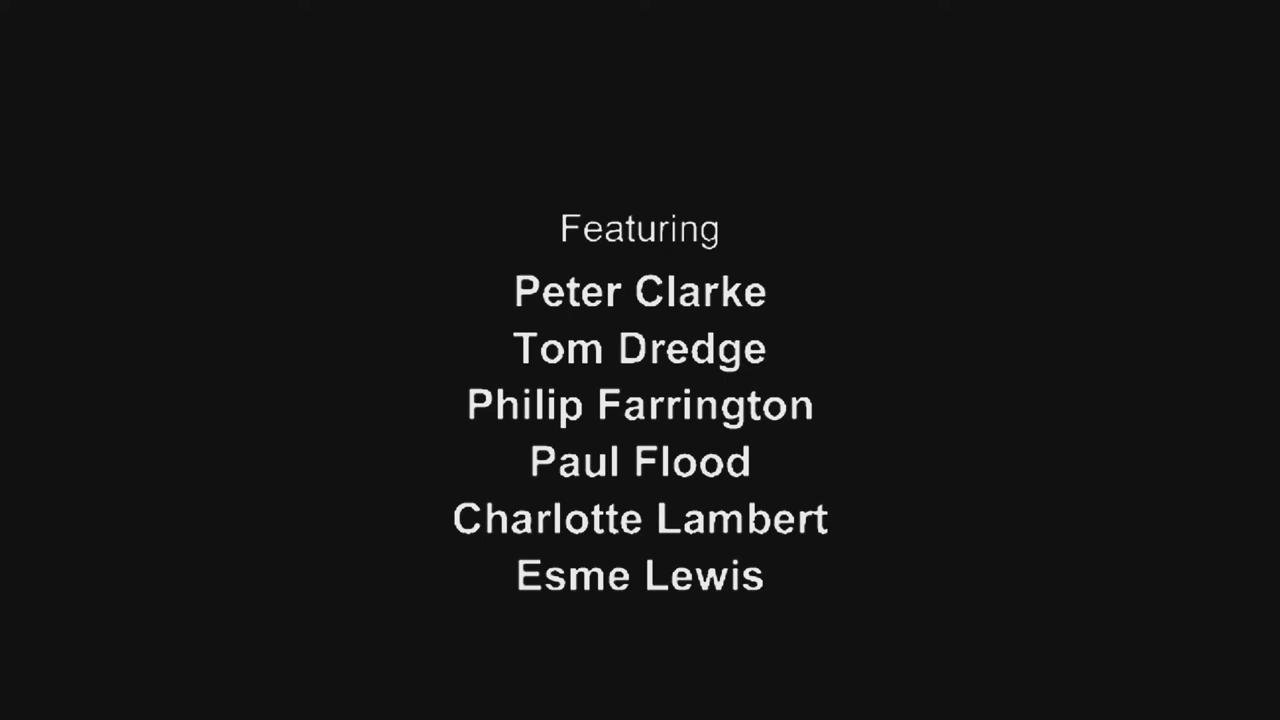 Featuring
Peter Clarke
Tom Dredge
Philip Farrington
Paul Flood
Charlotte Lambert
Esme Lewis